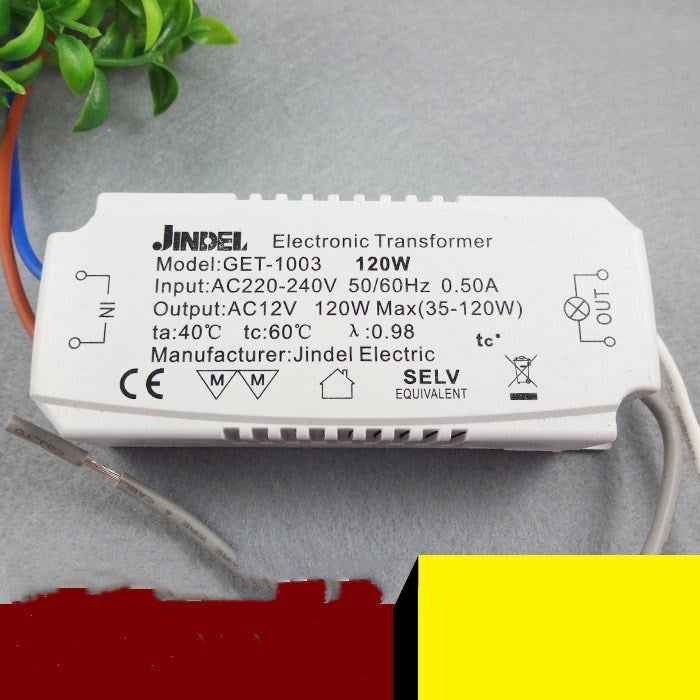 JINDEL Electronic Transformer
Model:GET-1003 120W
Input:AC220-240V 50/60Hz 0.50A
Output:AC12V 120W Max(35-120W)
ta:40℃ tc:60℃ λ:0.98
tc
Manufacturer:Jindel Electric
IN
OUT
CE
M M
SELV
EQUIVALENT